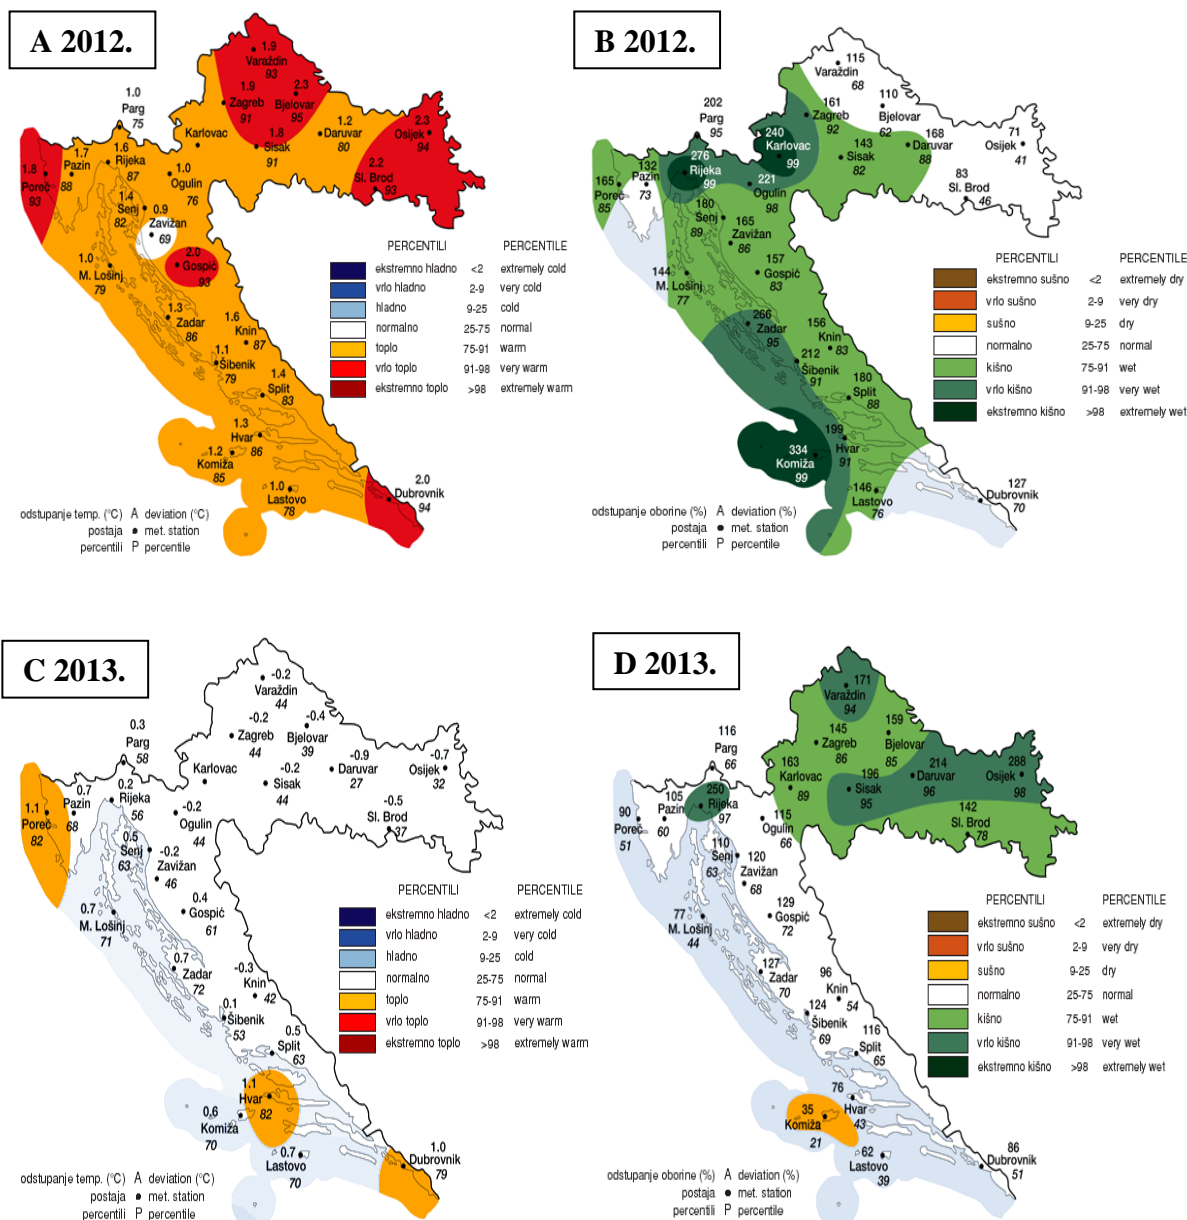 A 2012.
1.9
Varaždin
93
1.9
Zagreb
91
2.3
Bjelovar
95
1.0
Parg
75
Karlovac
1.8
Sisak
91
1.2
Daruvar
80
2.3
Osijek
94
2.2
Sl. Brod
93
1.8
Poreč
93
1.7
Pazin
88
1.6
Rijeka
87
1.0
Ogulin
76
1.4
Senj
82
0.9
Zavižan
69
2.0
Gospić
93
1.0
M. Lošinj
79
1.3
Zadar
86
1.6
Knin
87
1.1
Šibenik
79
1.4
Split
83
1.3
Hvar
86
1.2
Komiža
85
1.0
Lastovo
78
2.0
Dubrovnik
94
PERCENTILI PERCENTILE
ekstremno hladno <2 extremely cold
vrlo hladno 2-9 very cold
hladno 9-25 cold
normalno 25-75 normal
toplo 75-91 warm
vrlo toplo 91-98 very warm
ekstremno toplo >98 extremely warm
odstupanje temp. (°C) A deviation (°C)
postaja ● met. station
percentili P percentile
B 2012.
115
Varaždin
68
161
Zagreb
92
110
Bjelovar
62
202
Parg
95
240
Karlovac
99
143
Sisak
82
168
Daruvar
88
71
Osijek
41
83
Sl. Brod
46
165
Poreč
85
132
Pazin
73
276
Rijeka
99
221
Ogulin
98
180
Senj
89
165
Zavižan
86
157
Gospić
83
144
M. Lošinj
77
266
Zadar
95
156
Knin
83
212
Šibenik
91
180
Split
88
199
Hvar
91
334
Komiža
99
146
Lastovo
76
127
Dubrovnik
70
PERCENTILI PERCENTILE
ekstremno sušno <2 extremely dry
vrlo sušno 2-9 very dry
sušno 9-25 dry
normalno 25-75 normal
kišno 75-91 wet
vrlo kišno 91-98 very wet
ekstremno kišno >98 extremely wet
odstupanje oborine (%) A deviation (%)
postaja ● met. station
percentili P percentile
C 2013.
-0.2
Varaždin
44
-0.2
Zagreb
44
-0.4
Bjelovar
39
0.3
Parg
58
Karlovac
-0.2
Sisak
44
-0.9
Daruvar
27
-0.7
Osijek
32
-0.5
Sl. Brod
37
1.1
Poreč
82
0.7
Pazin
68
0.2
Rijeka
56
-0.2
Ogulin
44
0.5
Senj
63
-0.2
Zavižan
46
0.4
Gospić
61
0.7
M. Lošinj
71
0.7
Zadar
72
-0.3
Knin
42
0.1
Šibenik
53
0.5
Split
63
1.1
Hvar
82
0.6
Komiža
70
0.7
Lastovo
70
1.0
Dubrovnik
79
PERCENTILI PERCENTILE
ekstremno hladno <2 extremely cold
vrlo hladno 2-9 very cold
hladno 9-25 cold
normalno 25-75 normal
toplo 75-91 warm
vrlo toplo 91-98 very warm
ekstremno toplo >98 extremely warm
odstupanje temp. (°C) A deviation (°C)
postaja ● met. station
percentili P percentile
D 2013.
171
Varaždin
94
145
Zagreb
86
159
Bjelovar
85
116
Parg
66
163
Karlovac
89
196
Sisak
95
214
Daruvar
96
288
Osijek
98
142
Sl. Brod
78
90
Poreč
51
105
Pazin
60
250
Rijeka
97
115
Ogulin
66
110
Senj
63
120
Zavižan
68
129
Gospić
72
77
M. Lošinj
44
127
Zadar
70
96
Knin
54
124
Šibenik
69
116
Split
65
76
Hvar
43
35
Komiža
21
62
Lastovo
39
86
Dubrovnik
51
PERCENTILI PERCENTILE
ekstremno sušno <2 extremely dry
vrlo sušno 2-9 very dry
sušno 9-25 dry
normalno 25-75 normal
kišno 75-91 wet
vrlo kišno 91-98 very wet
ekstremno kišno >98 extremely wet
odstupanje oborine (%) A deviation (%)
postaja ● met. station
percentili P percentile